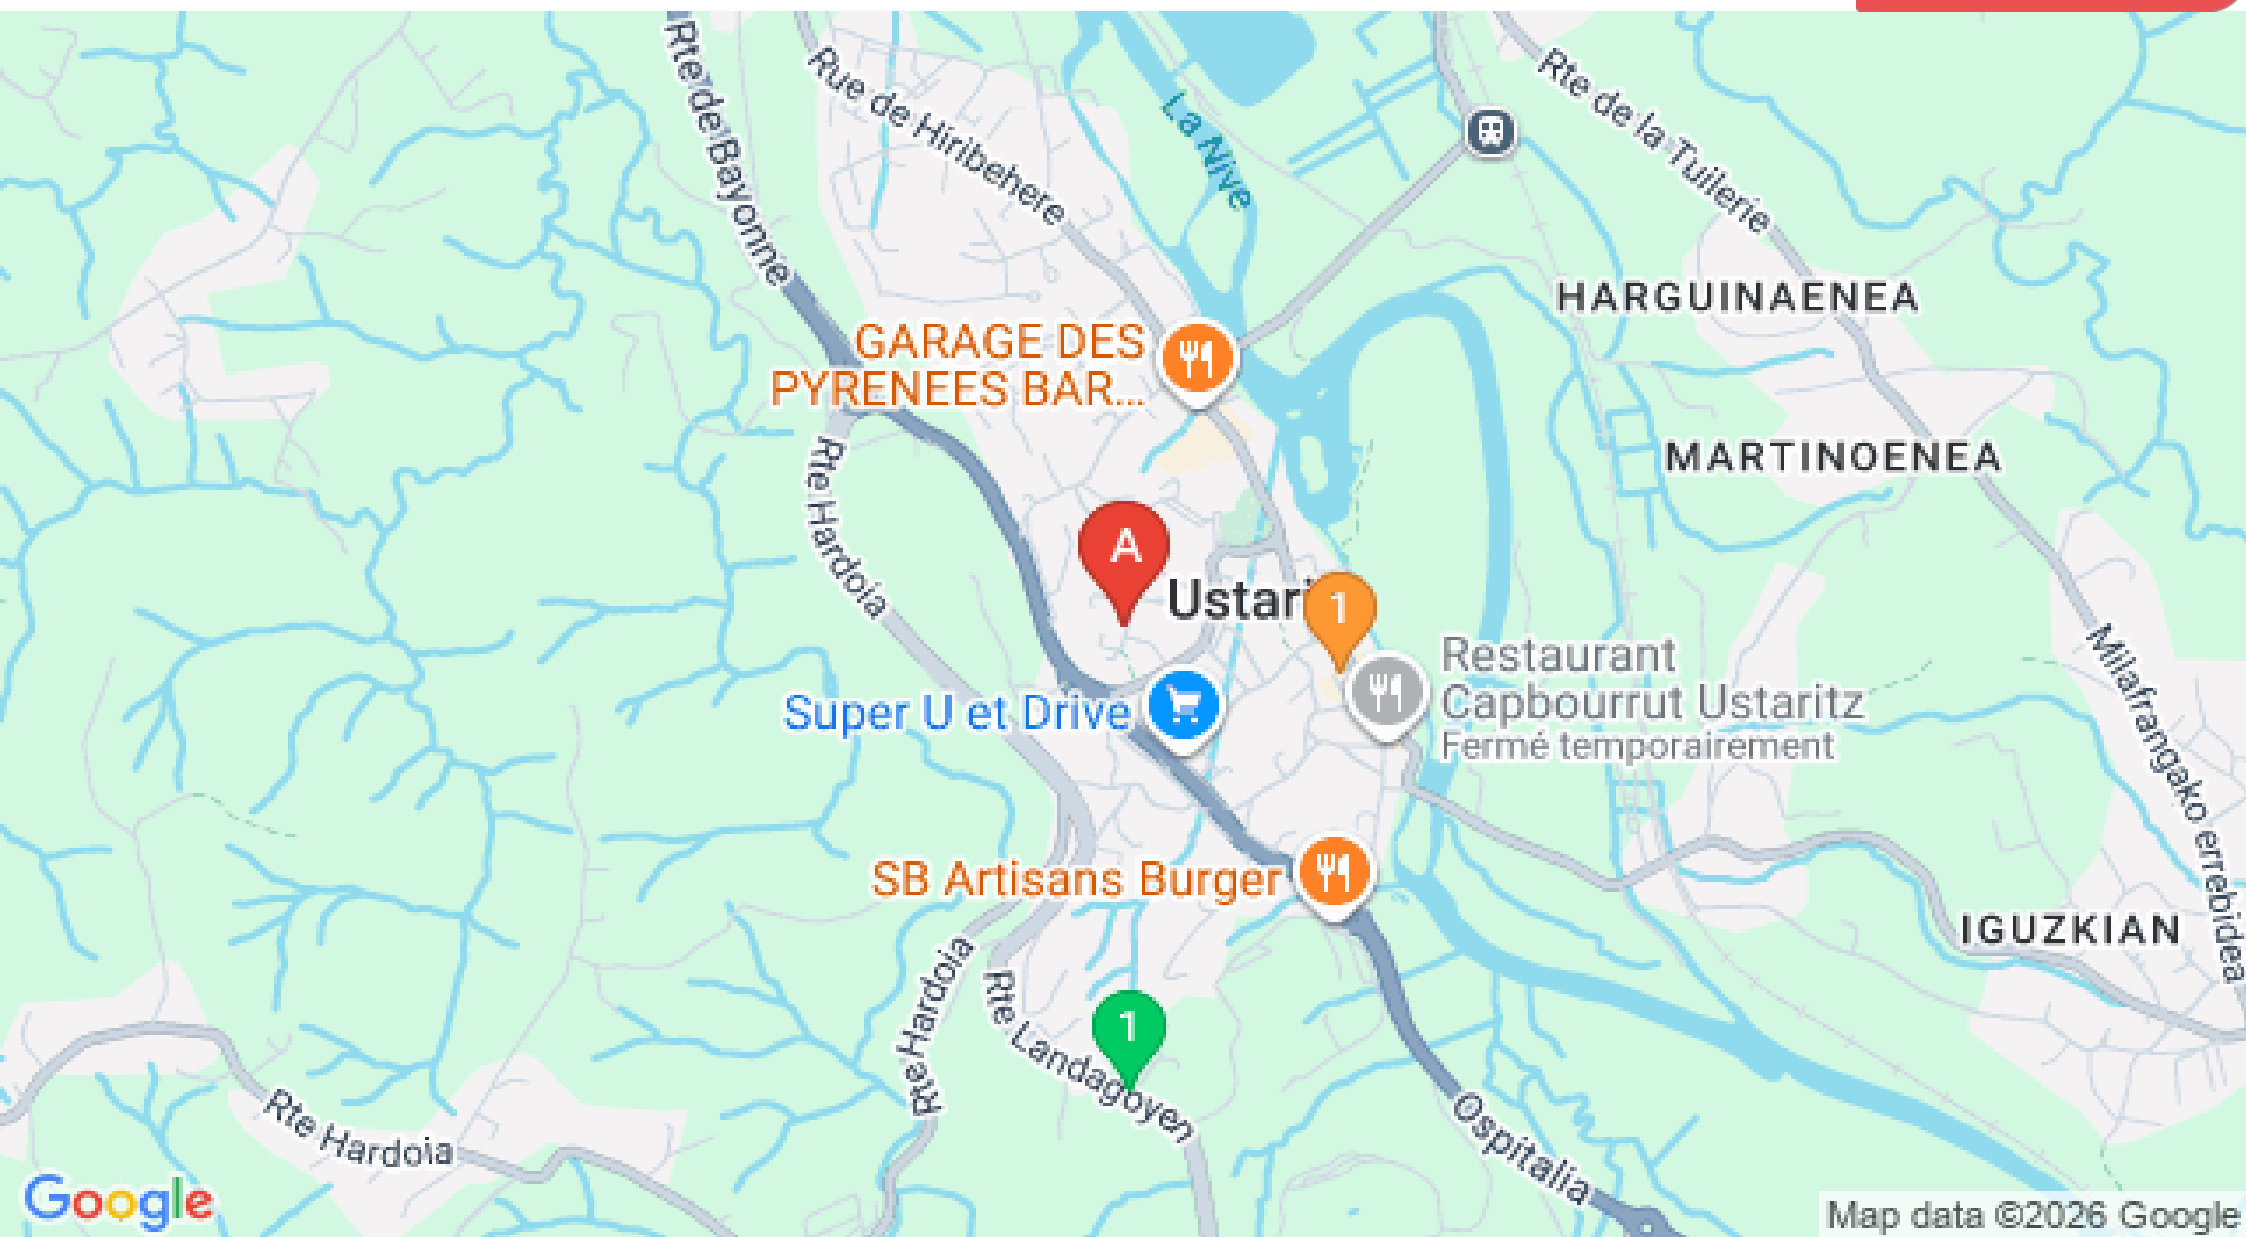 Rte de Bayonne
Rue de Hiribehere
La Nive
Rte de la Tuilerie
HARGUINAENEA
GARAGE DES
PYRENEES BAR...
MARTINOENEA
Rte Hardoia
A
Ustari
1
Restaurant
Capbourrut Ustaritz
Fermé temporairement
Super U et Drive
Milafrangako errebidea
SB Artisans Burger
IGUZKIAN
Rte Hardoia
Rte Landagoyen
1
Rte Hardoia
Ospitalia
Google
Map data ©2026 Google